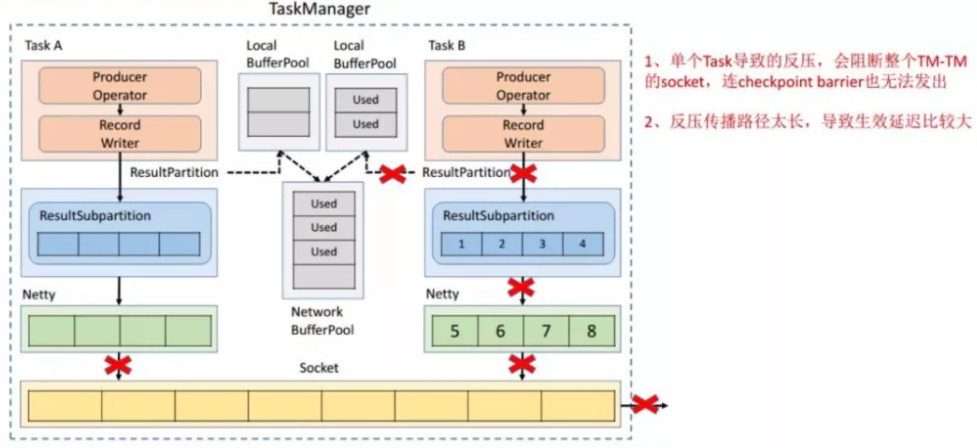 TaskManager
Task A
Producer
Operator
Record
Writer
Local
BufferPool
Local
BufferPool
Used
Used
Task B
Producer
Operator
Record
Writer
ResultPartition
ResultPartition
ResultSubpartition
Used
Used
Used
Network
BufferPool
ResultSubpartition
1 2 3 4
Netty
Netty
5 6 7 8
Socket
1、单个Task导致的反压，会阻断整个TM-TM
的socket，连checkpoint barrier也无法发出
2、反压传播路径太长，导致生效延迟比较大